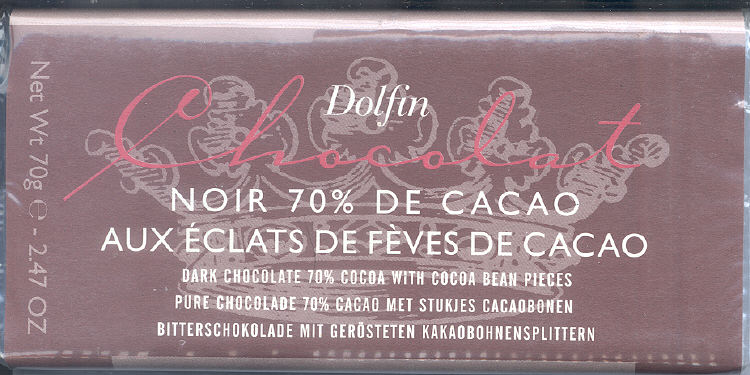 Dolfin
Chocolat
NOIR 70% DE CACAO
AUX ÉCLATS DE FÈVES DE CACAO
DARK CHOCOLATE 70% COCOA WITH COCOA BEAN PIECES
PURE CHOCOLADE 70% CACAO MET STUKJES CACAOBONEN
BITTERSCHOKOLADE MIT GERÖSTETEN KAKAOBOHNENSPLITTERN
Net Wt 70g ℮ - 2.47 OZ